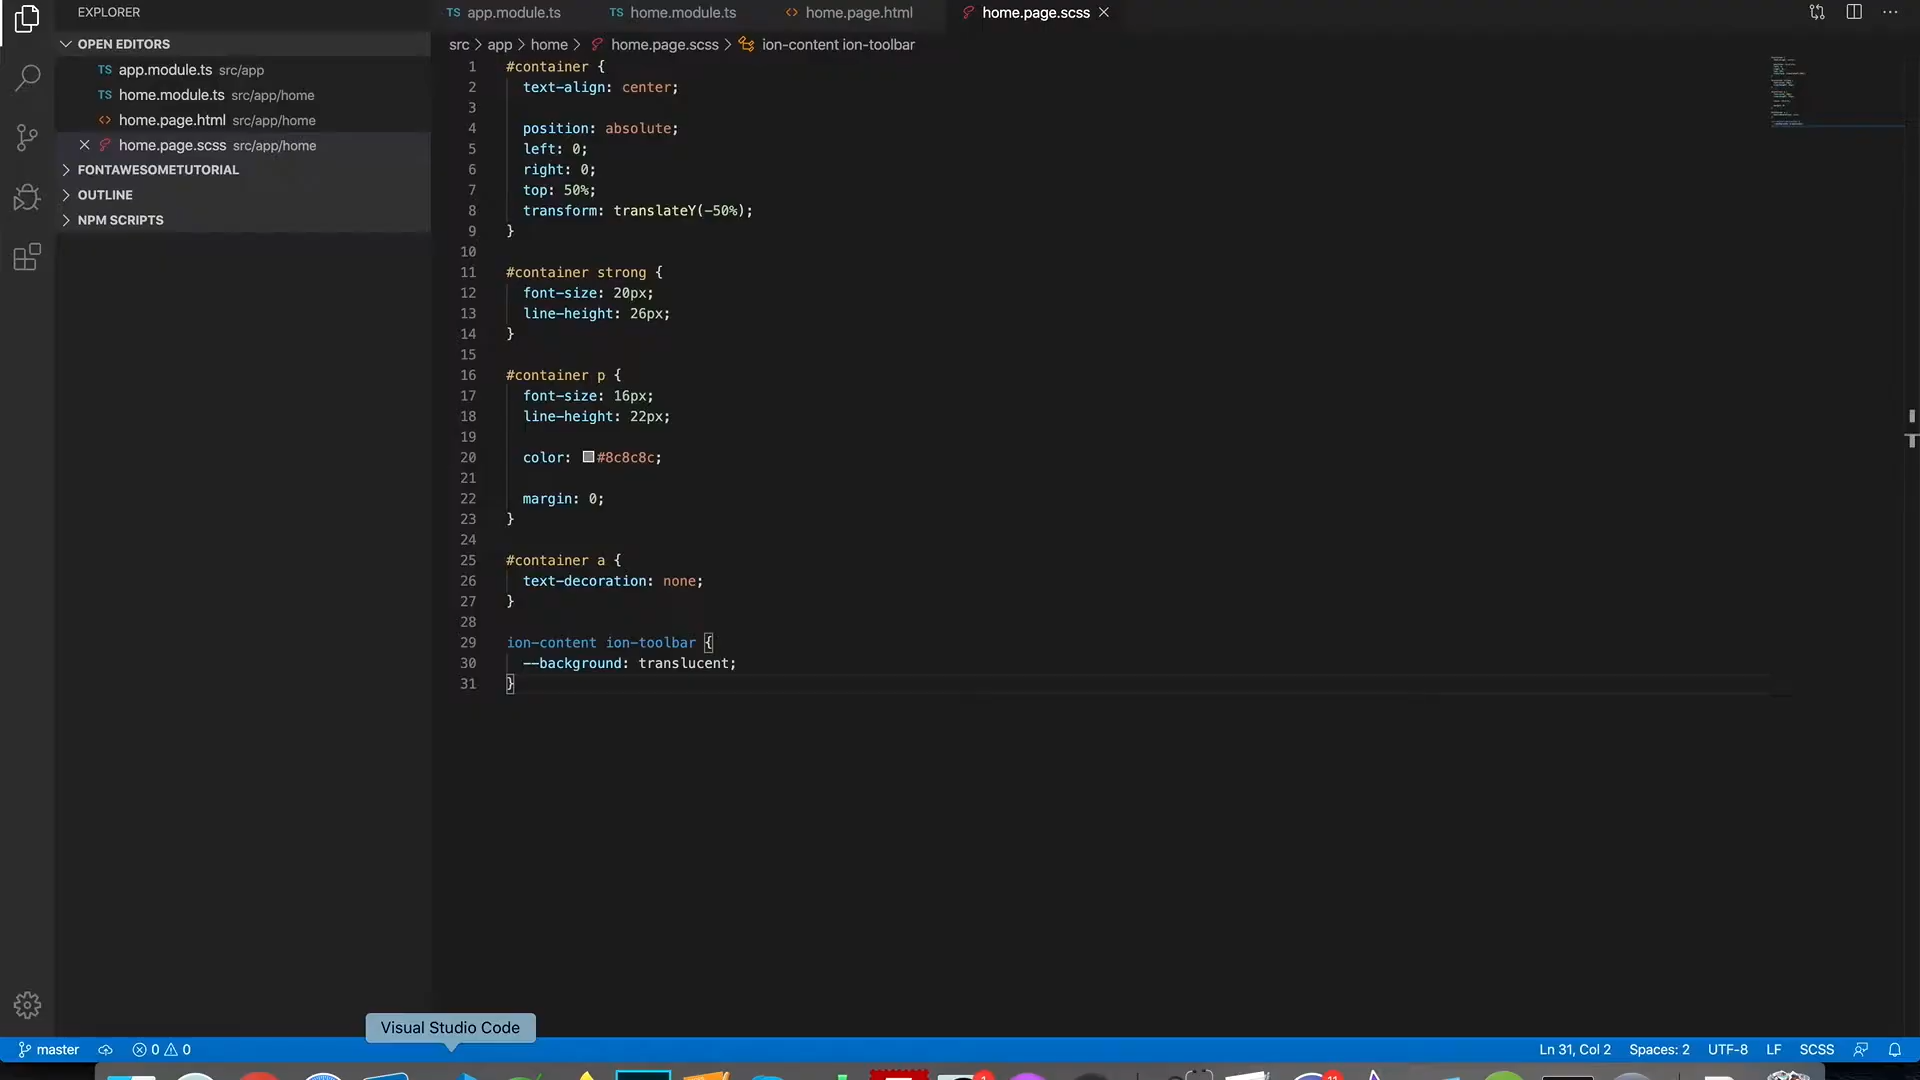 EXPLORER
OPEN EDITORS
TS app.module.ts src/app
TS home.module.ts src/app/home
<> home.page.html src/app/home
home.page.scss src/app/home
FONTAWESOMETUTORIAL
OUTLINE
NPM SCRIPTS
TS app.module.ts
TS home.module.ts
<> home.page.html
home.page.scss
src > app > home > home.page.scss > ion-content ion-toolbar
1 #container {
2 text-align: center;
3
4 position: absolute;
5 left: 0;
6 right: 0;
7 top: 50%;
8 transform: translateY(-50%);
9 }
10
11 #container strong {
12 font-size: 20px;
13 line-height: 26px;
14 }
15
16 #container p {
17 font-size: 16px;
18 line-height: 22px;
19
20 color: #8c8c8c;
21
22 margin: 0;
23 }
24
25 #container a {
26 text-decoration: none;
27 }
28
29 ion-content ion-toolbar {
30 --background: translucent;
31 }
Visual Studio Code
master 0 0
Ln 31, Col 2 Spaces: 2 UTF-8 LF SCSS
1
11